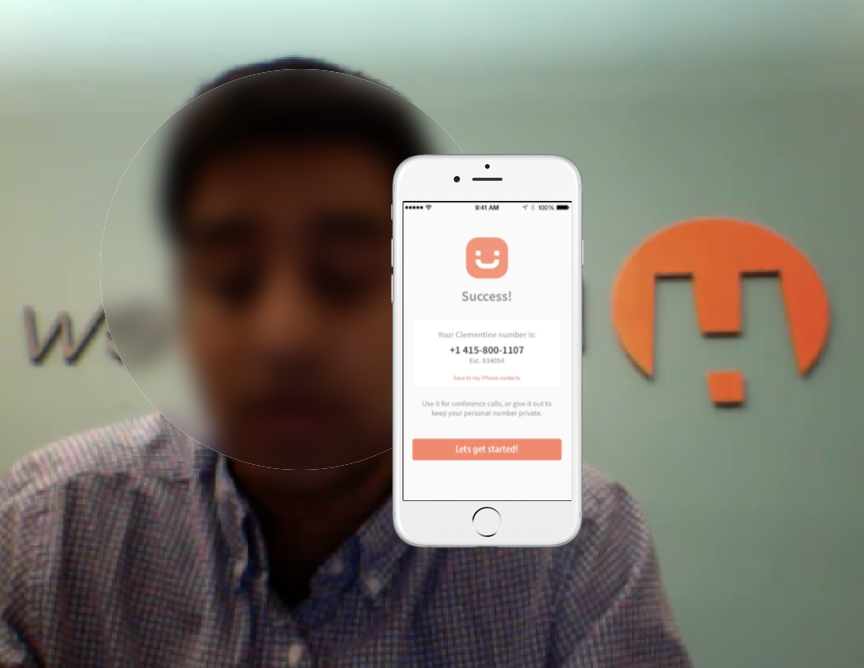 9:41 AM
100%
Success!
Your Clementine number is:
+1 415-800-1107
Ext. 834054
Save to my iPhone contacts
Use it for conference calls, or give it out to
keep your personal number private.
Lets get started!